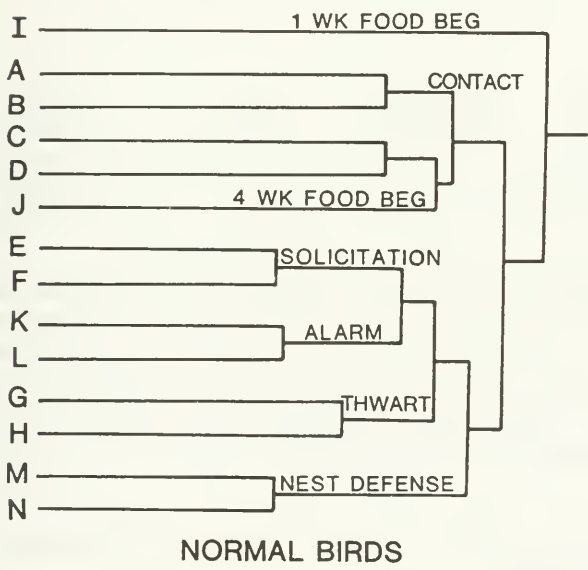 I 1 WK FOOD BEG
A
CONTACT
B
C
D
J 4 WK FOOD BEG
E
SOLICITATION
F
K
ALARM
L
G
THWART
H
M
NEST DEFENSE
N
NORMAL BIRDS